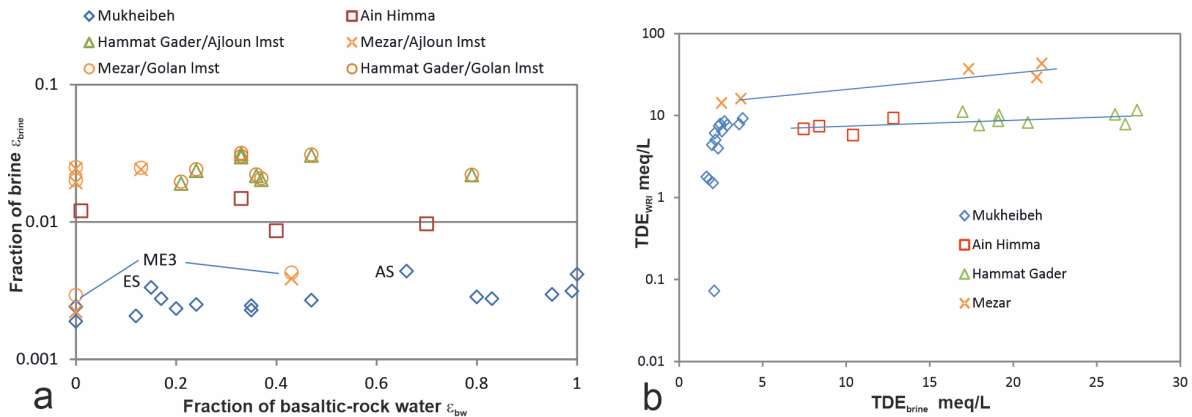 Mukheibeh
Ain Himma
Hammat Gader/Ajloun lmst
Mezar/Ajloun lmst
Mezar/Golan lmst
Hammat Gader/Golan lmst
0.1
0.01
0.001
Fraction of brine εbrine
ME3
ES
AS
0
0.2
0.4
0.6
0.8
1
Fraction of basaltic-rock water εbw
a
100
10
1
0.1
0.01
TDEWRI meq/L
Mukheibeh
Ain Himma
Hammat Gader
Mezar
0
5
10
15
20
25
30
TDEbrine meq/L
b